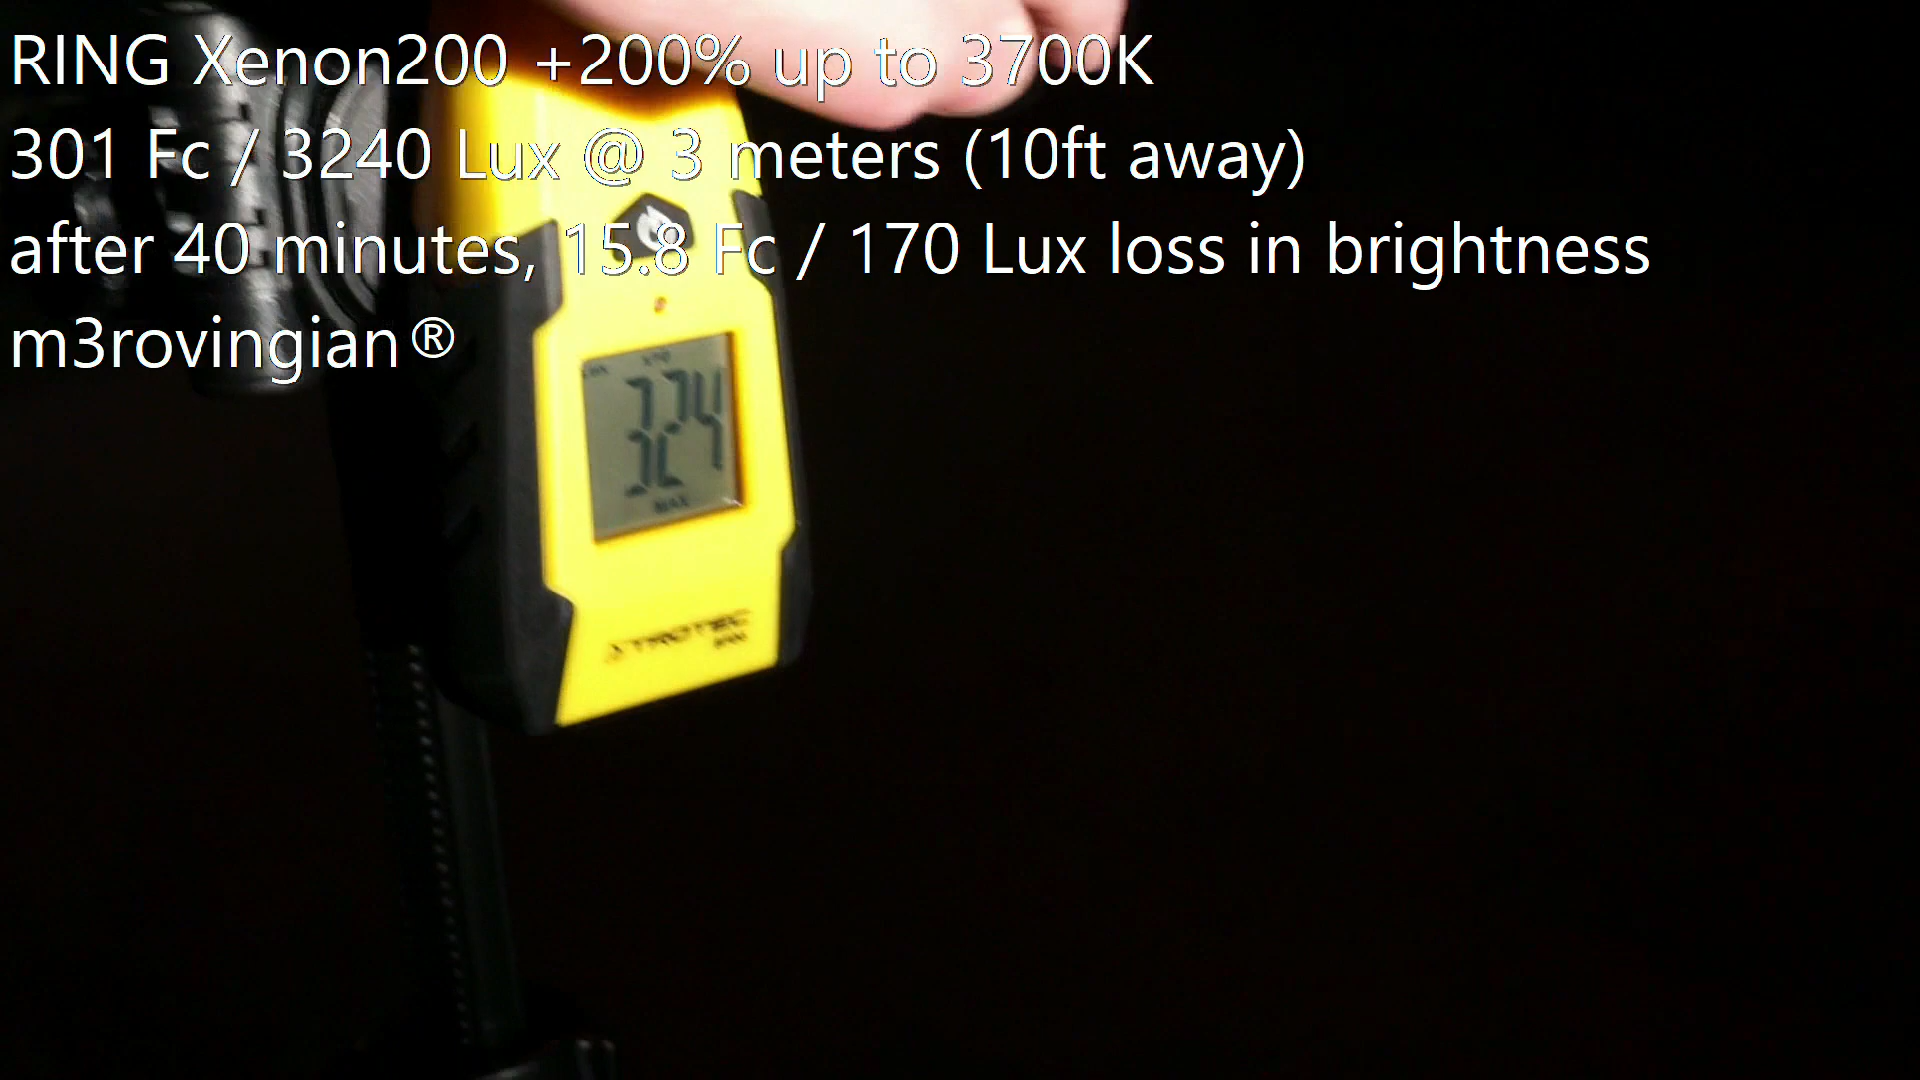 RING Xenon200 +200% up to 3700K
301 Fc / 3240 Lux @ 3 meters (10ft away)
after 40 minutes, 15.8 Fc / 170 Lux loss in brightness
m3rovingian®
324
MAX
TROTEC